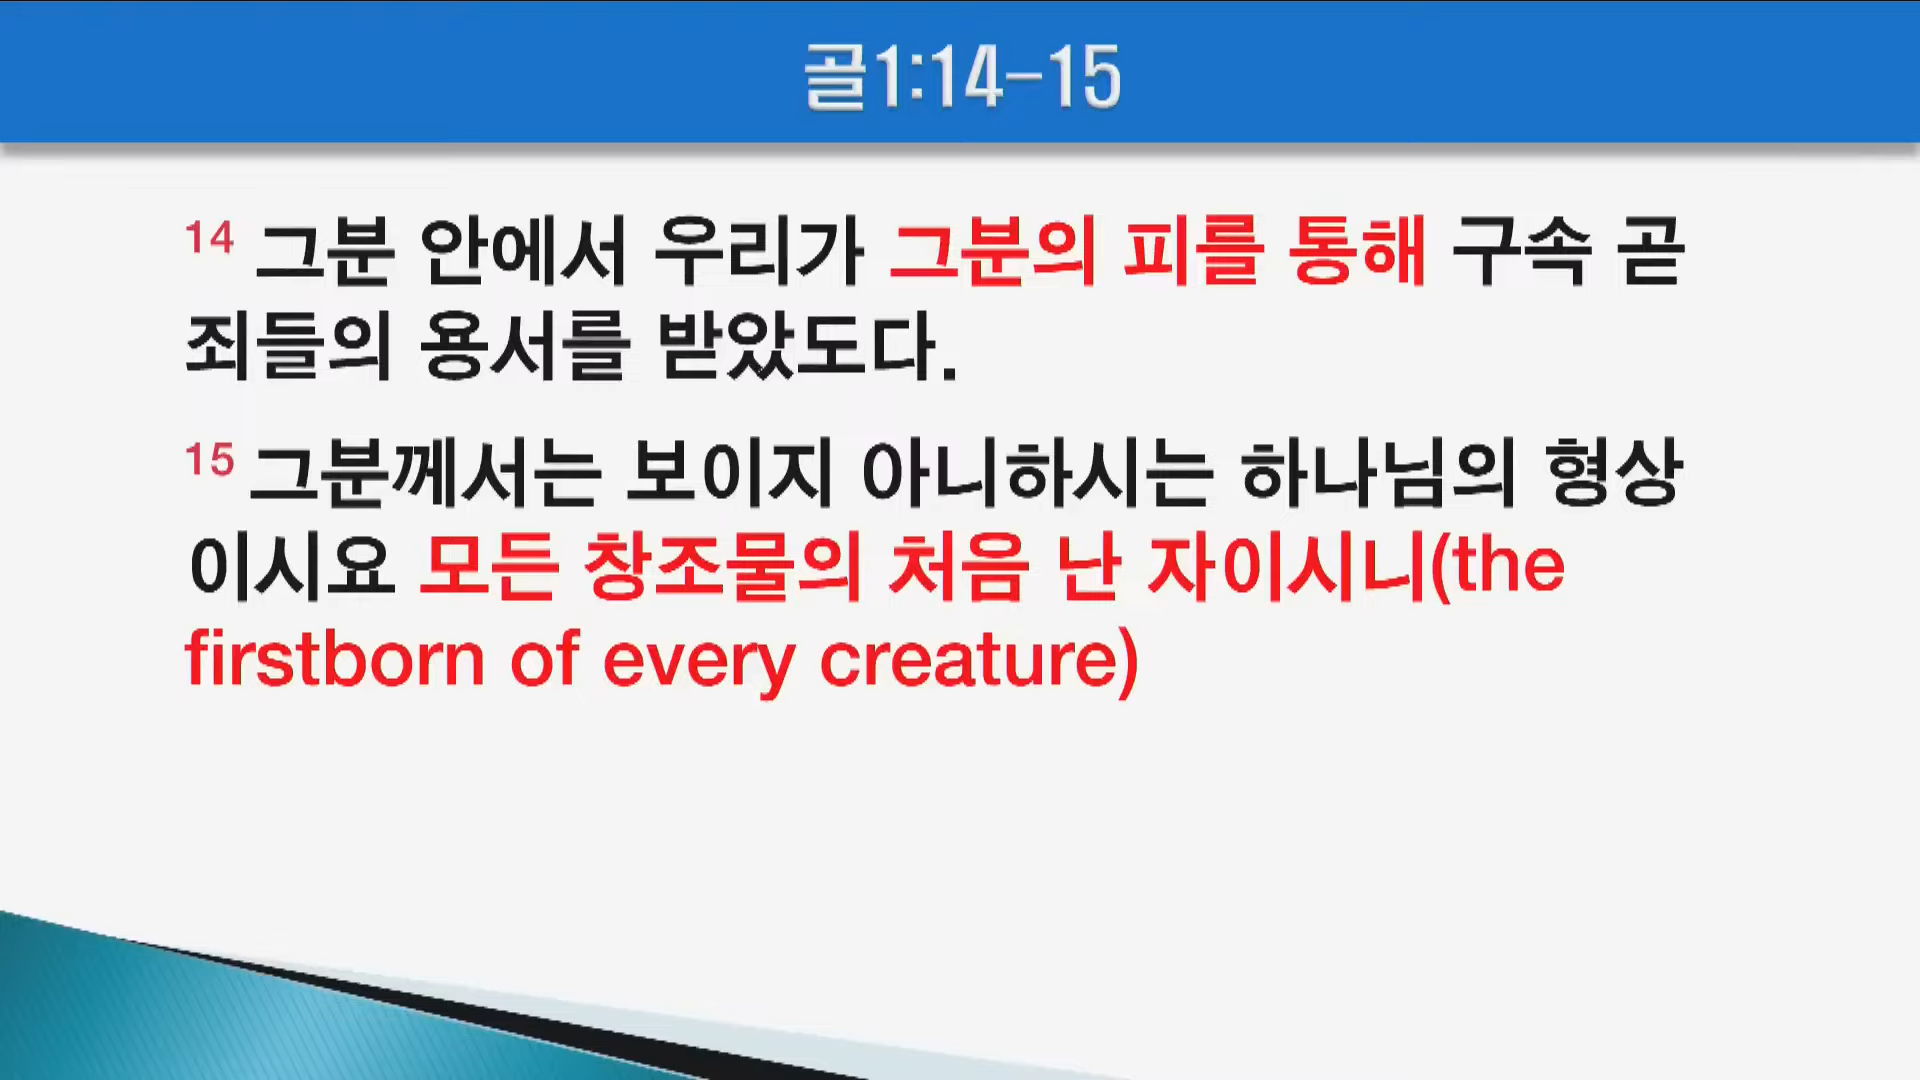 골1:14-15
14 그분 안에서 우리가 그분의 피를 통해 구속 곧
죄들의 용서를 받았도다.
15 그분께서는 보이지 아니하시는 하나님의 형상
이시요 모든 창조물의 처음 난 자이시니(the
firstborn of every creature)